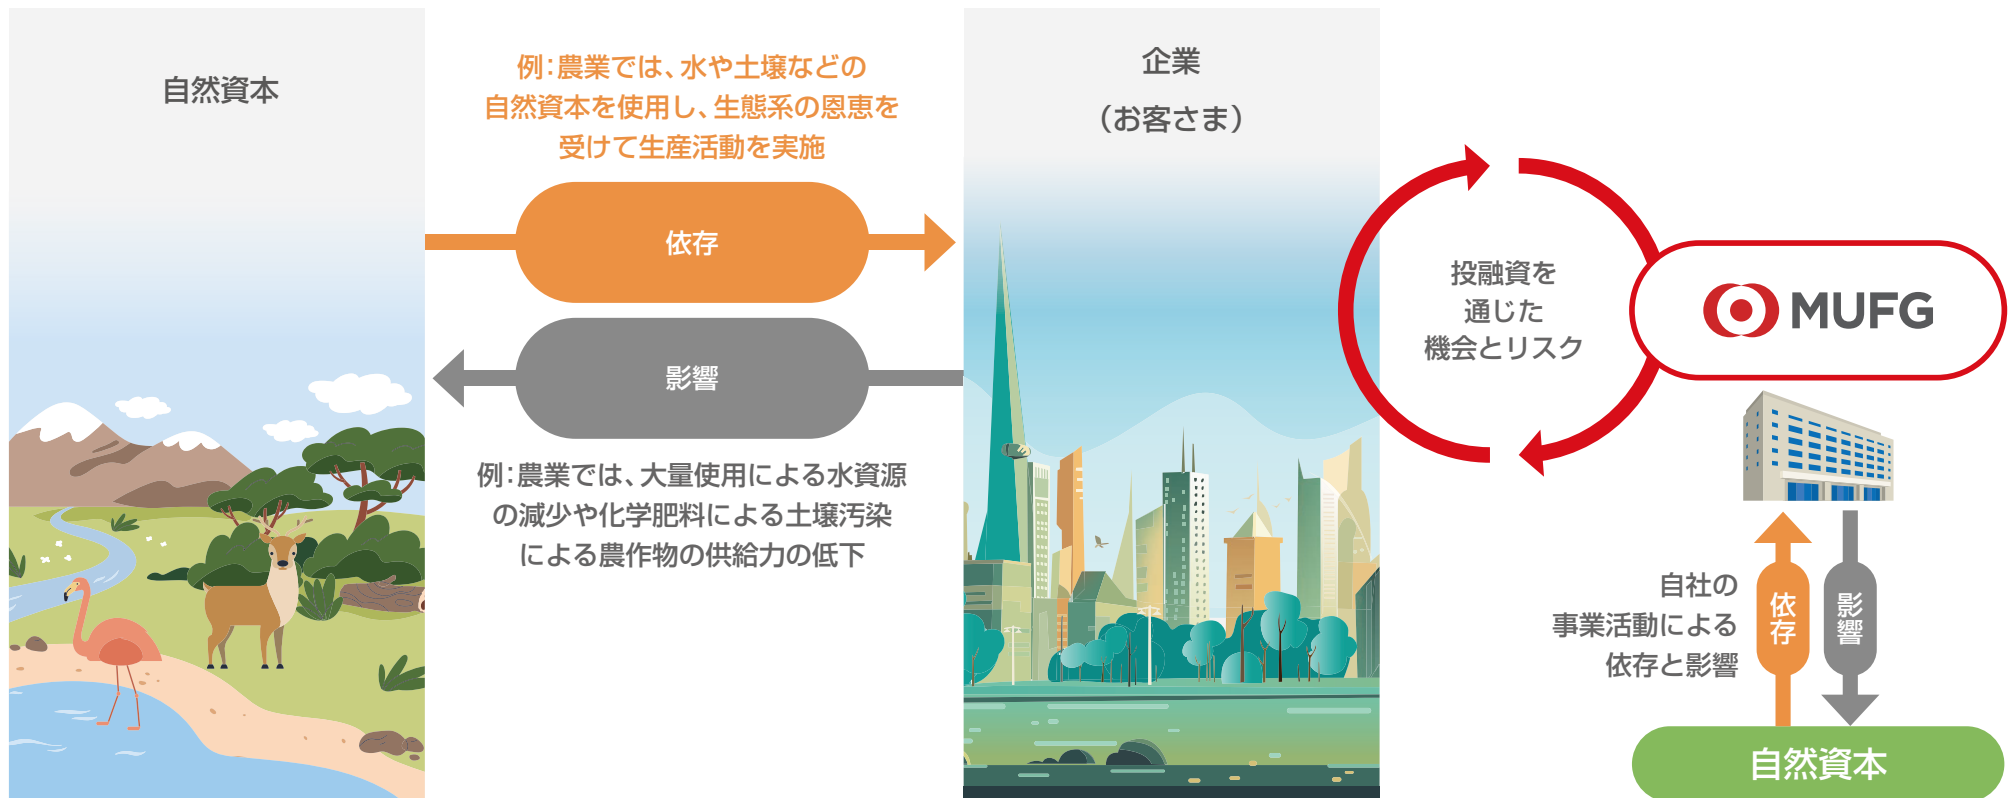 自然資本
例：農業では、水や土壌などの
自然資本を使用し、生態系の恩恵を
受けて生産活動を実施
依存
影響
例：農業では、大量使用による水資源
の減少や化学肥料による土壌汚染
による農作物の供給力の低下
企業
（お客さま）
投融資を
通じた
機会とリスク
MUFG
自社の
事業活動による
依存と影響
依存
影響
自然資本